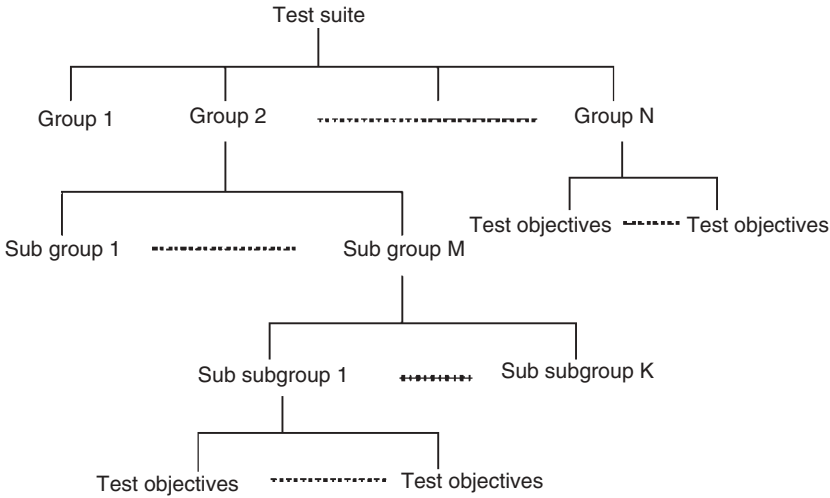 Test suite
Group 1
Group 2
Group N
Test objectives
Test objectives
Sub group 1
Sub group M
Sub subgroup 1
Sub subgroup K
Test objectives
Test objectives